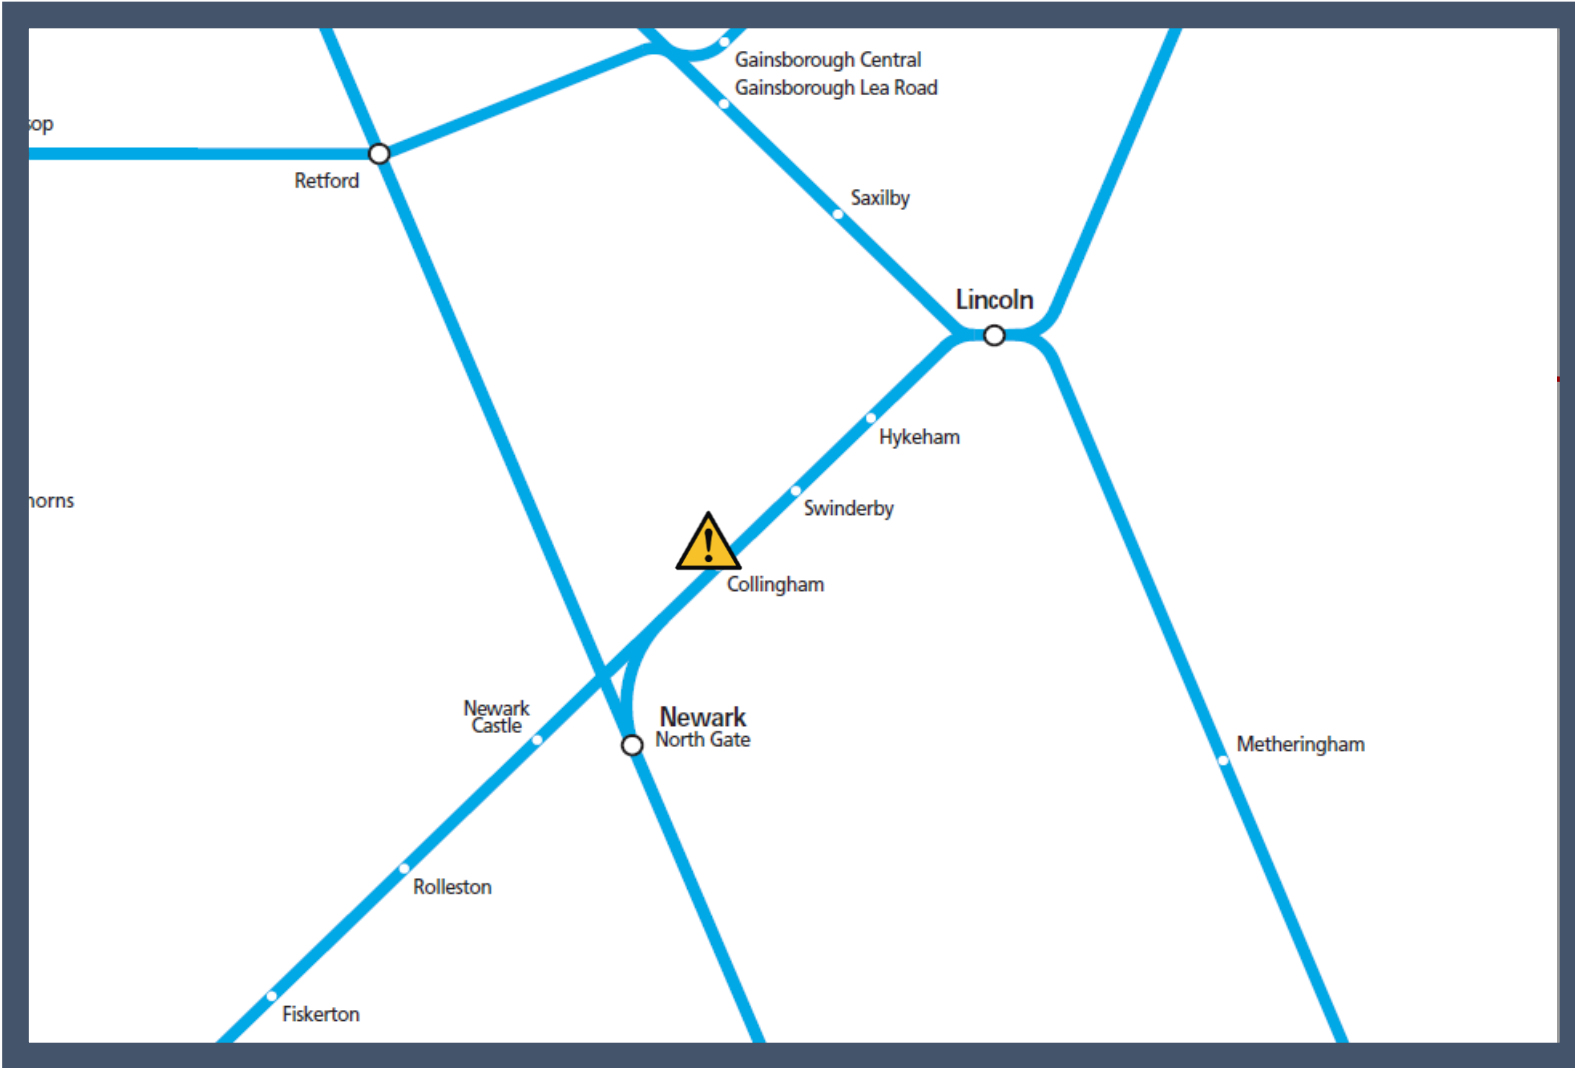 Gainsborough Central
Gainsborough Lea Road
sop
Retford
Saxilby
Lincoln
Hykeham
horns
Swinderby
!
Collingham
Newark
Castle
Newark
North Gate
Metheringham
Rolleston
Fiskerton